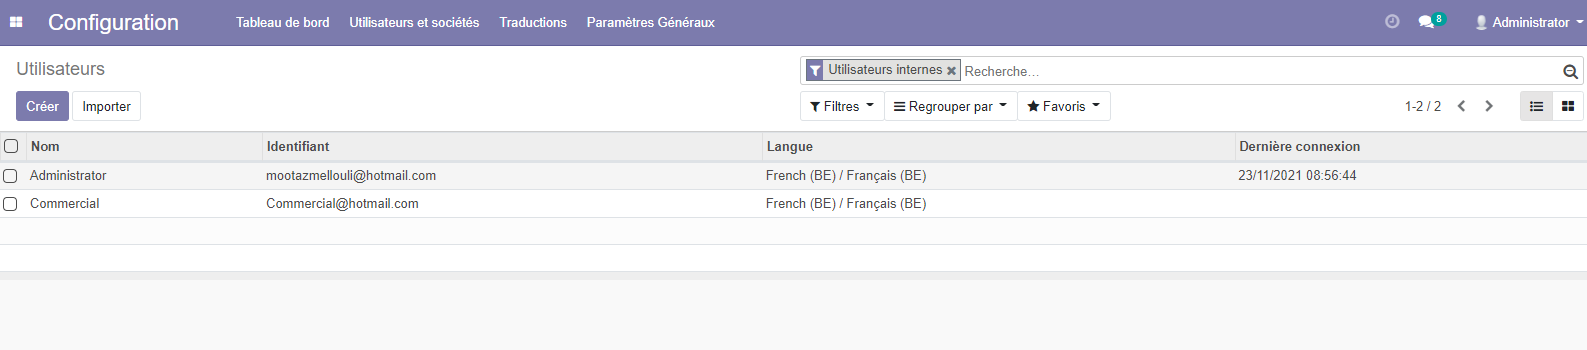 Configuration Tableau de bord Utilisateurs et sociétés Traductions Paramètres Généraux 8 Administrator
Utilisateurs Utilisateurs internes Recherche...
Créer Importer Filtres Regrouper par Favoris 1-2 / 2
Nom Identifiant Langue Dernière connexion
Administrator mootazmellouli@hotmail.com French (BE) / Français (BE) 23/11/2021 08:56:44
Commercial Commercial@hotmail.com French (BE) / Français (BE)